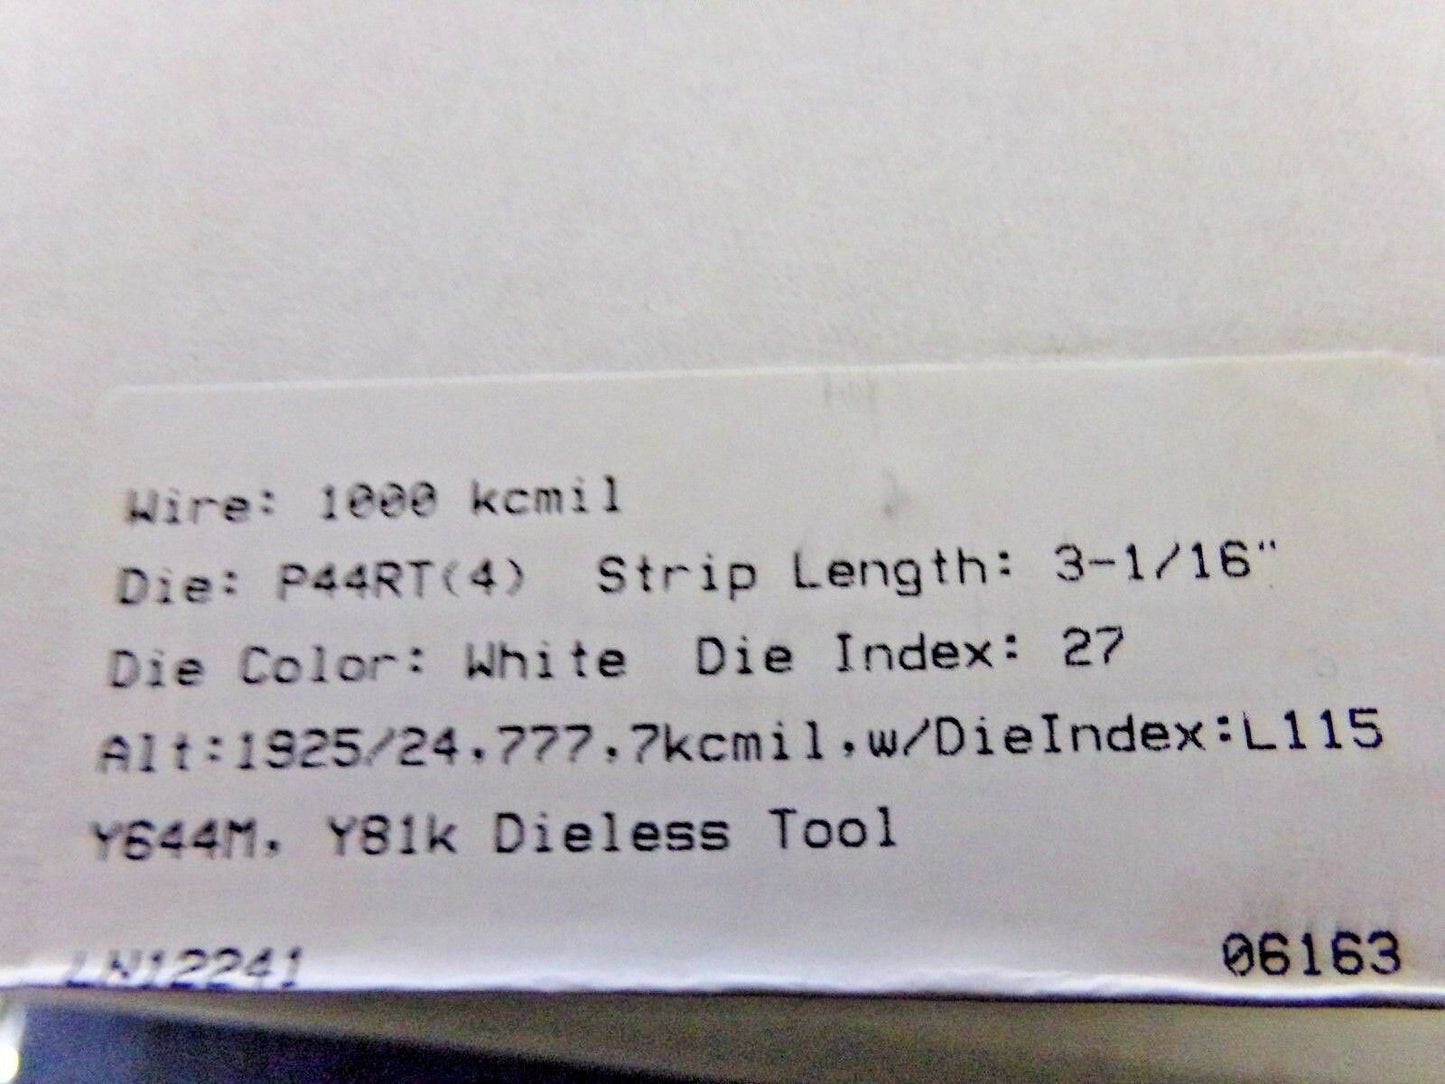 Wire: 1000 kcmil
Die: P44RT(4) Strip Length: 3-1/16"
Die Color: White Die Index: 27
Alt:1925/24,777.7kcmil,w/DieIndex:L115
Y644M, Y81k Dieless Tool
LN12241 06163